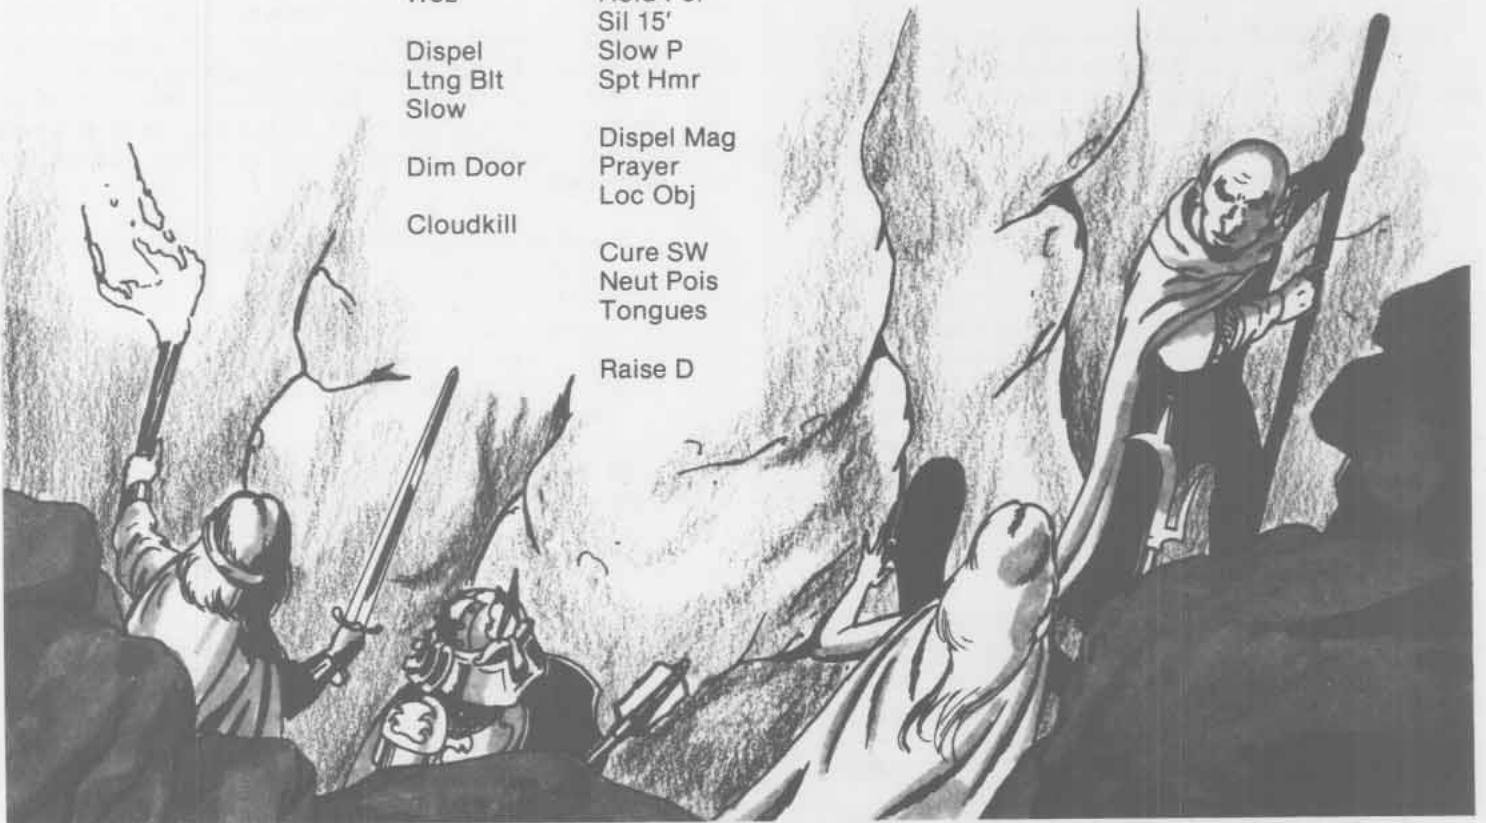 Sil 15′
Dispel
Slow P
Ltng Blt
Spt Hmr
Slow
Dispel Mag
Dim Door
Prayer
Loc Obj
Cloudkill
Cure SW
Neut Pois
Tongues
Raise D